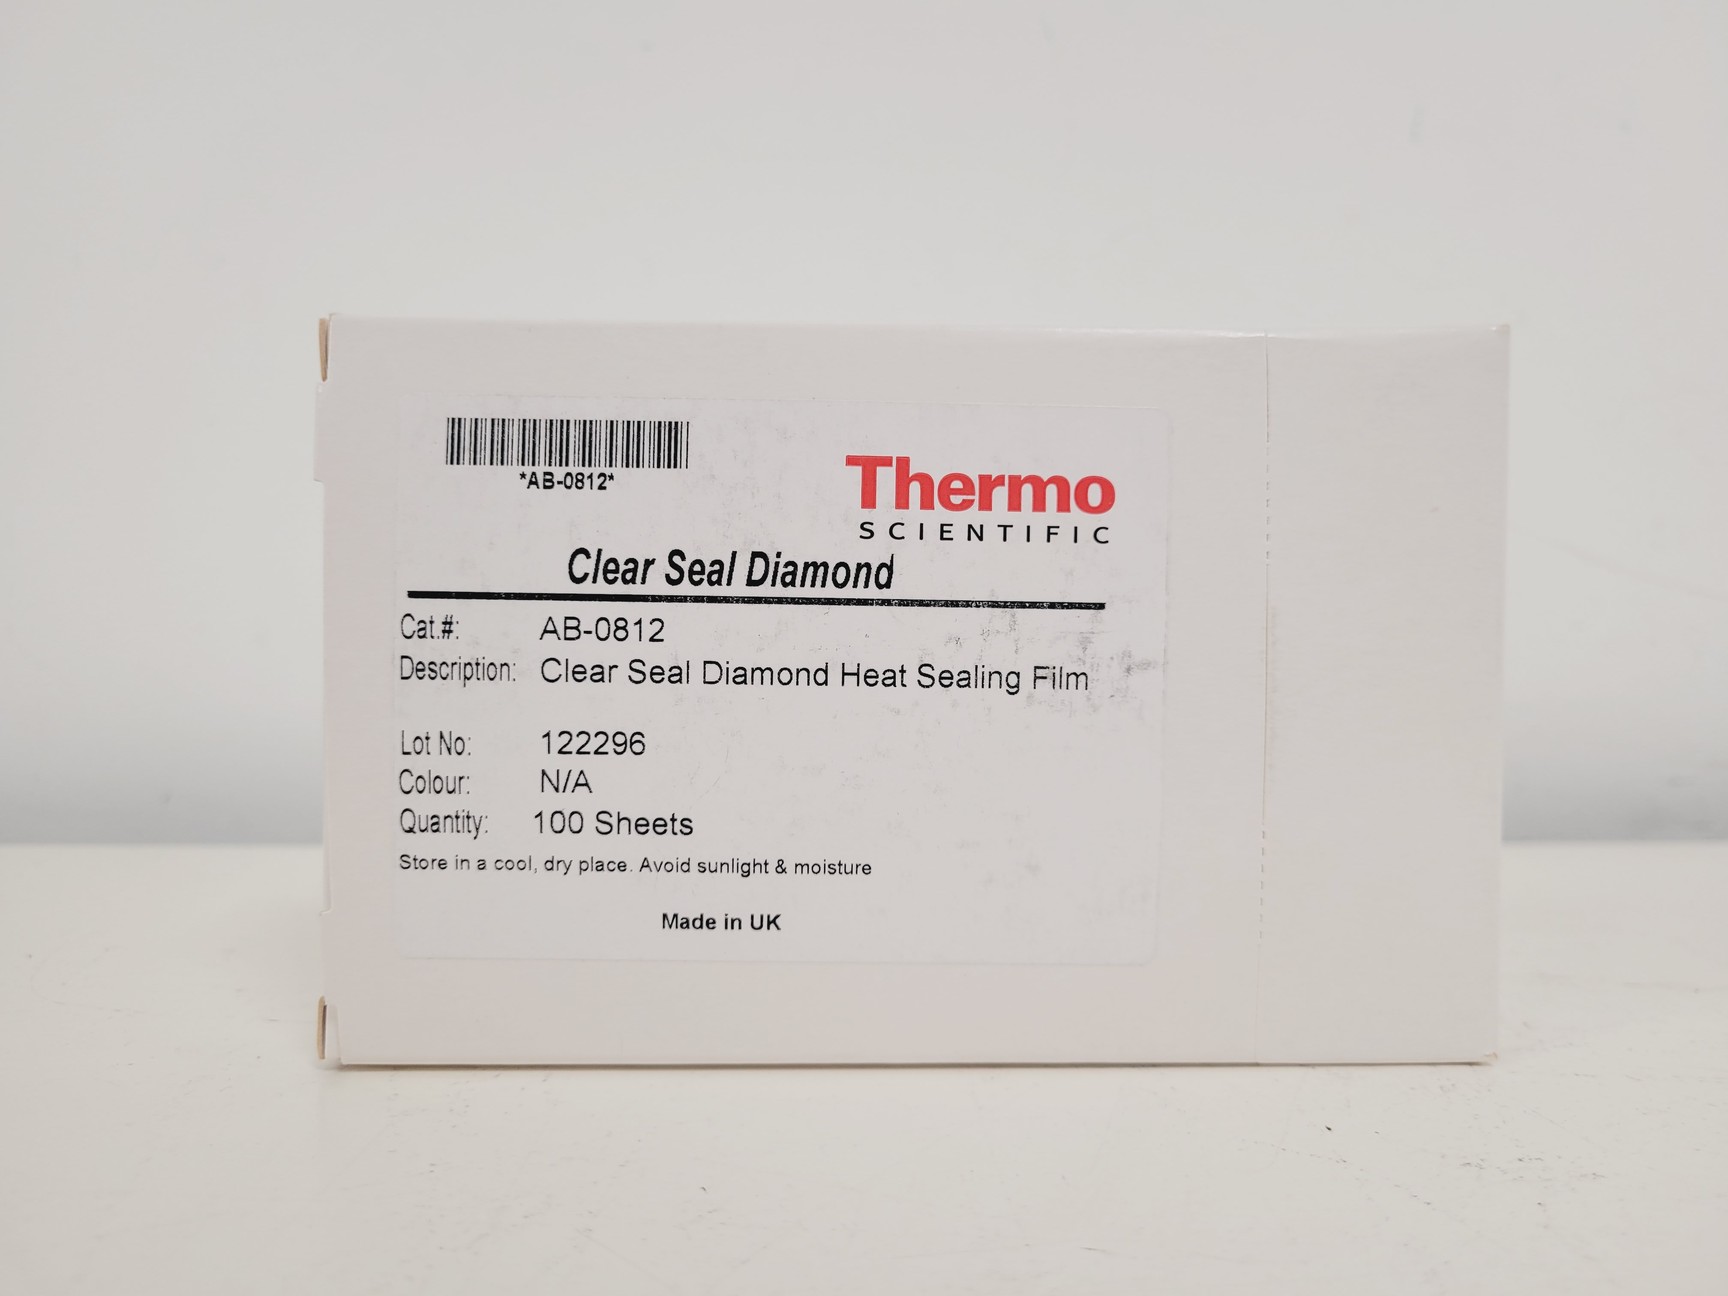 *AB-0812*
Thermo
SCIENTIFIC
Clear Seal Diamond
Cat.#: AB-0812
Description: Clear Seal Diamond Heat Sealing Film
Lot No: 122296
Colour: N/A
Quantity: 100 Sheets
Store in a cool, dry place. Avoid sunlight & moisture
Made in UK